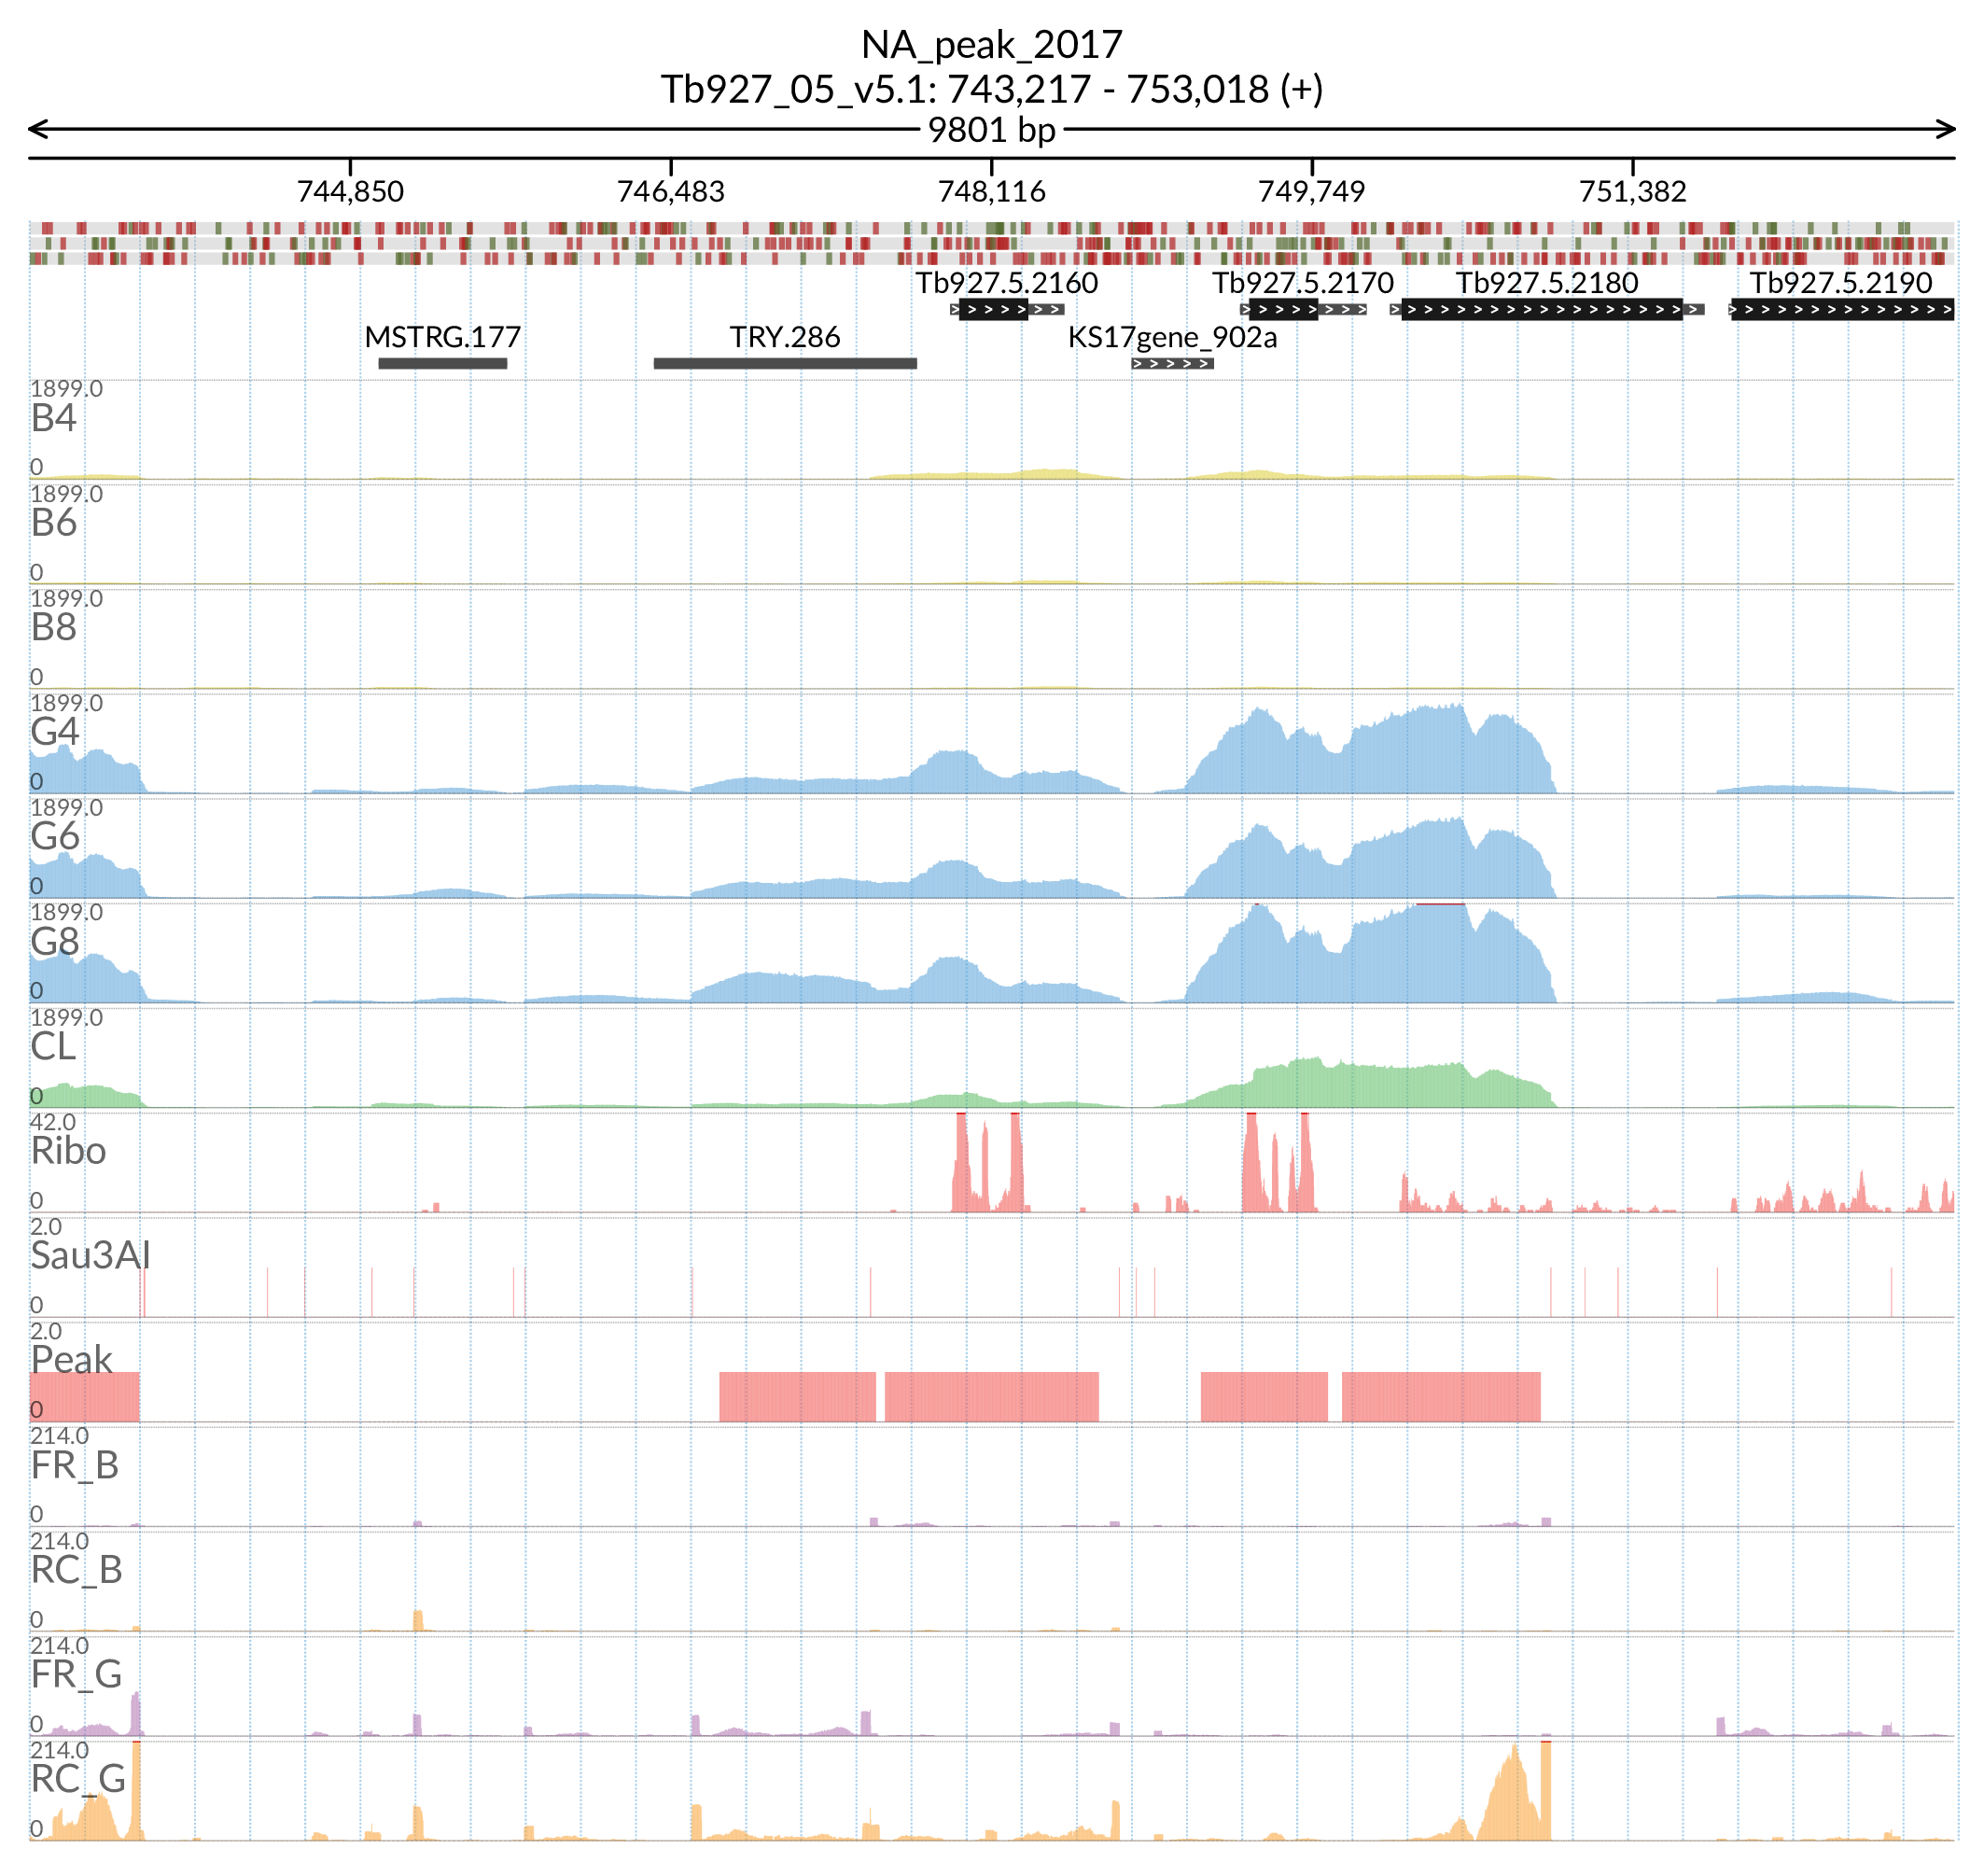 NA_peak_2017
Tb927_05_v5.1: 743,217 - 753,018 (+)
9801 bp
744,850 746,483 748,116 749,749 751,382
Tb927.5.2160 Tb927.5.2170 Tb927.5.2180 Tb927.5.2190
MSTRG.177 TRY.286 KS17gene_902a
1899.0
B4
0
1899.0
B6
0
1899.0
B8
0
1899.0
G4
0
1899.0
G6
0
1899.0
G8
0
1899.0
CL
0
42.0
Ribo
0
2.0
Sau3AI
0
2.0
Peak
0
214.0
FR_B
0
214.0
RC_B
0
214.0
FR_G
0
214.0
RC_G
0